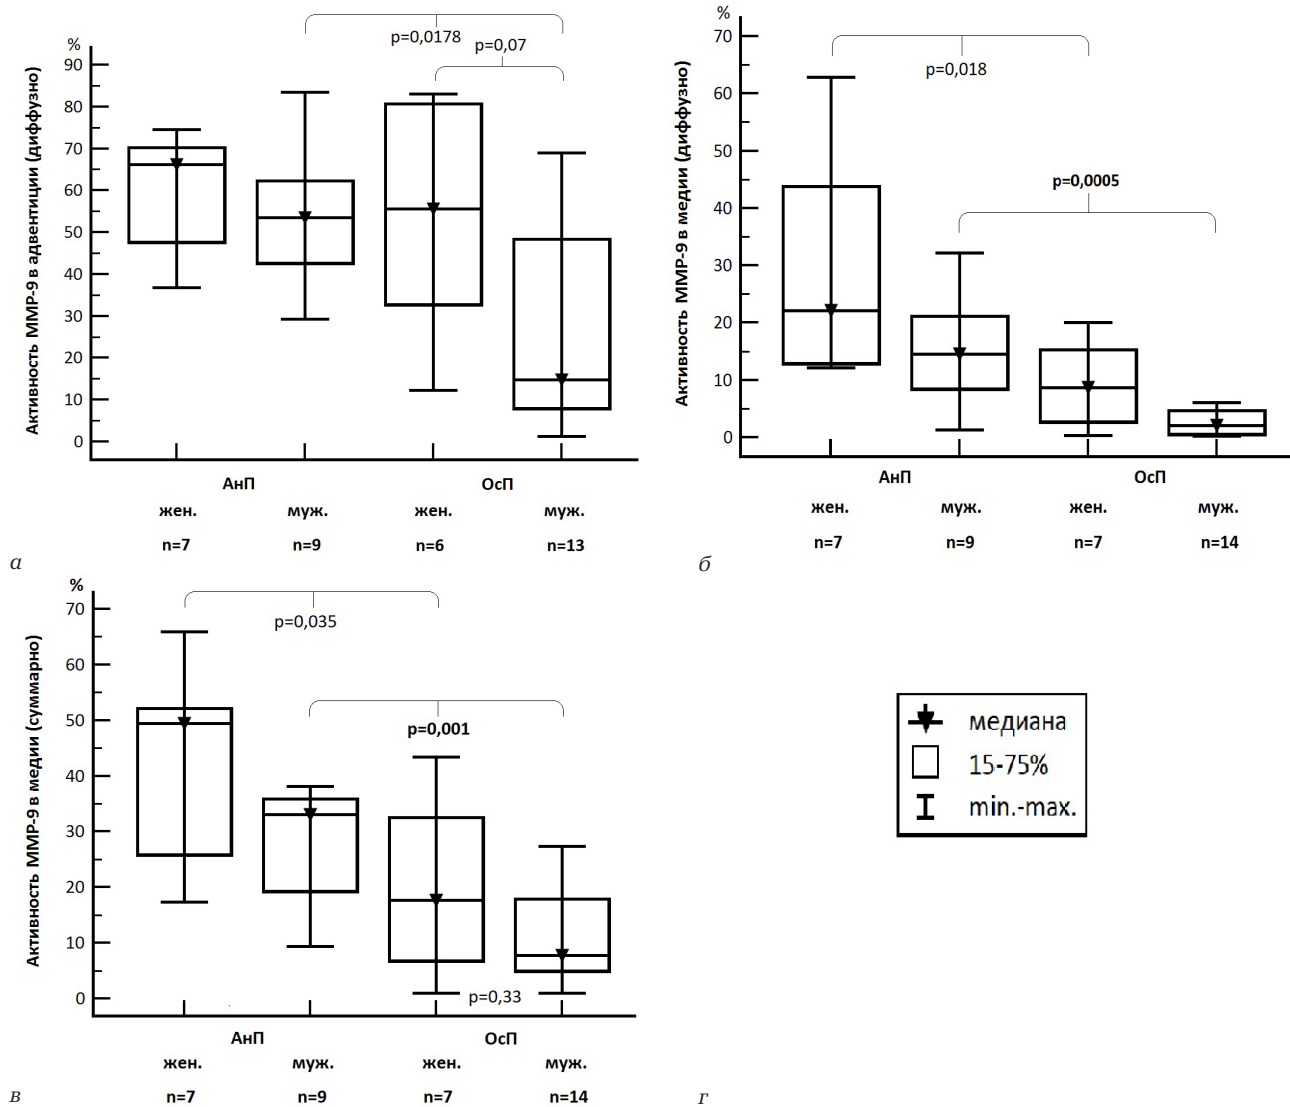 p=0,0178
p=0,07
%
90
80
70
60
50
40
30
20
10
0
Активность ММР-9 в адвентиции (диффузно)
АнП ОсП
жен. муж. жен. муж.
n=7 n=9 n=6 n=13
а
%
70
60
50
40
30
20
10
0
Активность ММР-9 в медии (диффузно)
p=0,018
p=0,0005
АнП ОсП
жен. муж. жен. муж.
n=7 n=9 n=7 n=14
б
%
70
60
50
40
30
20
10
0
Активность ММР-9 в медии (суммарно)
p=0,035
p=0,001
p=0,33
АнП ОсП
жен. муж. жен. муж.
n=7 n=9 n=7 n=14
в
медиана
15-75%
min.-max.
г